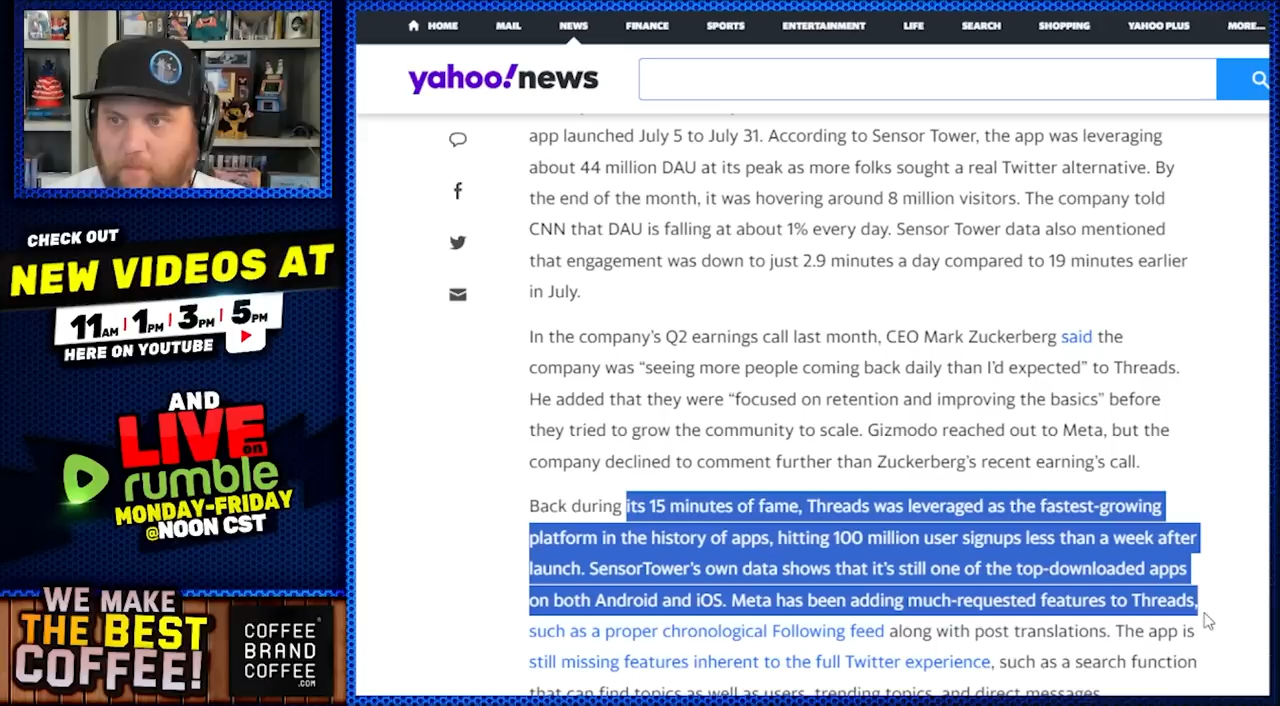 HOME MAIL NEWS FINANCE SPORTS ENTERTAINMENT LIFE SEARCH SHOPPING YAHOO PLUS MORE...
yahoo!news
app launched July 5 to July 31. According to Sensor Tower, the app was leveraging
about 44 million DAU at its peak as more folks sought a real Twitter alternative. By
the end of the month, it was hovering around 8 million visitors. The company told
CNN that DAU is falling at about 1% every day. Sensor Tower data also mentioned
that engagement was down to just 2.9 minutes a day compared to 19 minutes earlier
in July.
In the company's Q2 earnings call last month, CEO Mark Zuckerberg said the
company was “seeing more people coming back daily than I'd expected” to Threads.
He added that they were “focused on retention and improving the basics” before
they tried to grow the community to scale. Gizmodo reached out to Meta, but the
company declined to comment further than Zuckerberg's recent earning's call.
Back during its 15 minutes of fame, Threads was leveraged as the fastest-growing
platform in the history of apps, hitting 100 million user signups less than a week after
launch. SensorTower's own data shows that it's still one of the top-downloaded apps
on both Android and iOS. Meta has been adding much-requested features to Threads,
such as a proper chronological Following feed along with post translations. The app is
still missing features inherent to the full Twitter experience, such as a search function
that can find topics as well as users, trending topics, and direct messages.
CHECK OUT
NEW VIDEOS AT
11AM | 1PM | 3PM | 5PM
HERE ON YOUTUBE
AND
LIVE on
rumble
MONDAY-FRIDAY
@NOON CST
WE MAKE
THE BEST
COFFEE!
COFFEE
BRAND
COFFEE
.COM